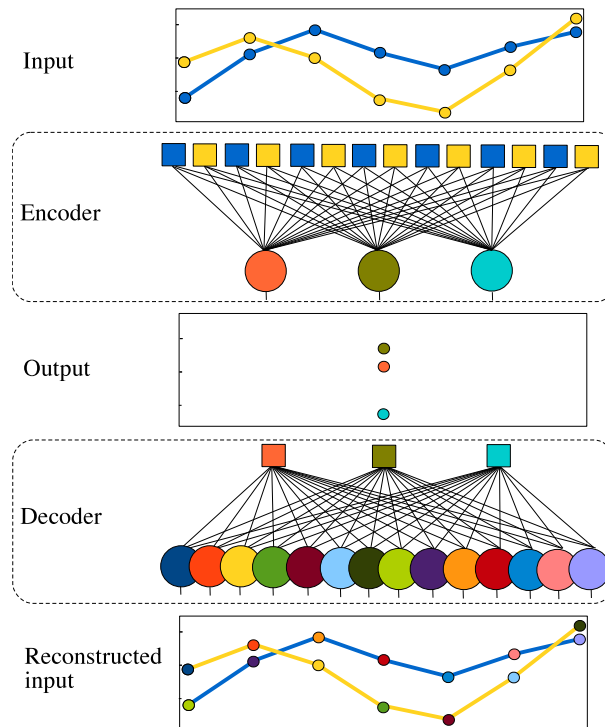 Input
Encoder
Output
Decoder
Reconstructed
input